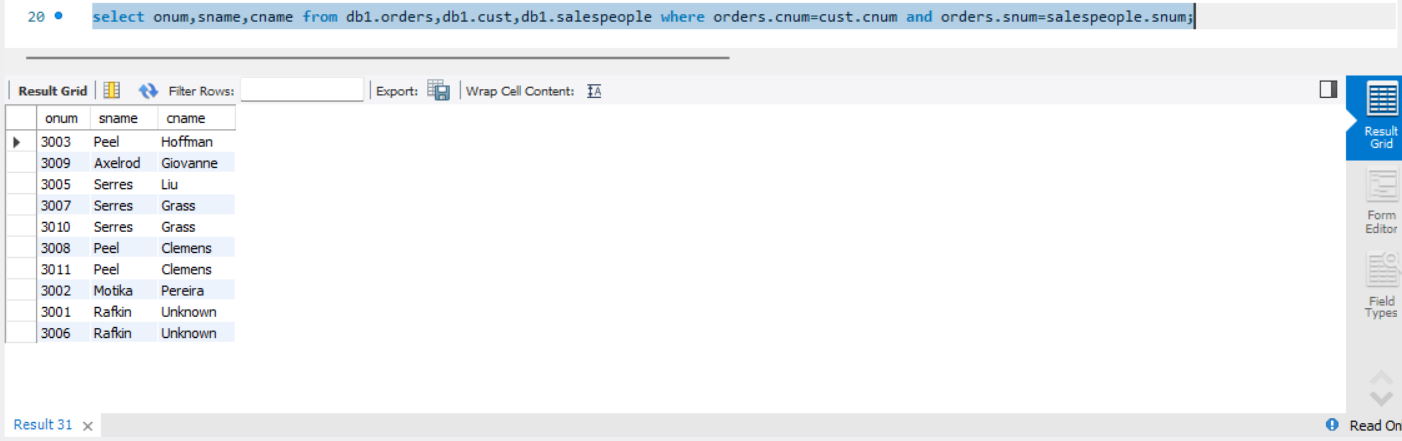 20 select onum,sname,cname from db1.orders,db1.cust,db1.salespeople where orders.cnum=cust.cnum and orders.snum=salespeople.snum;
Result Grid Filter Rows: Export: Wrap Cell Content: IA
onum sname cname
3003 Peel Hoffman
3009 Axelrod Giovanne
3005 Serres Liu
3007 Serres Grass
3010 Serres Grass
3008 Peel Clemens
3011 Peel Clemens
3002 Motika Pereira
3001 Rafkin Unknown
3006 Rafkin Unknown
Result
Grid
Form
Editor
Field
Types
Result 31 Read On